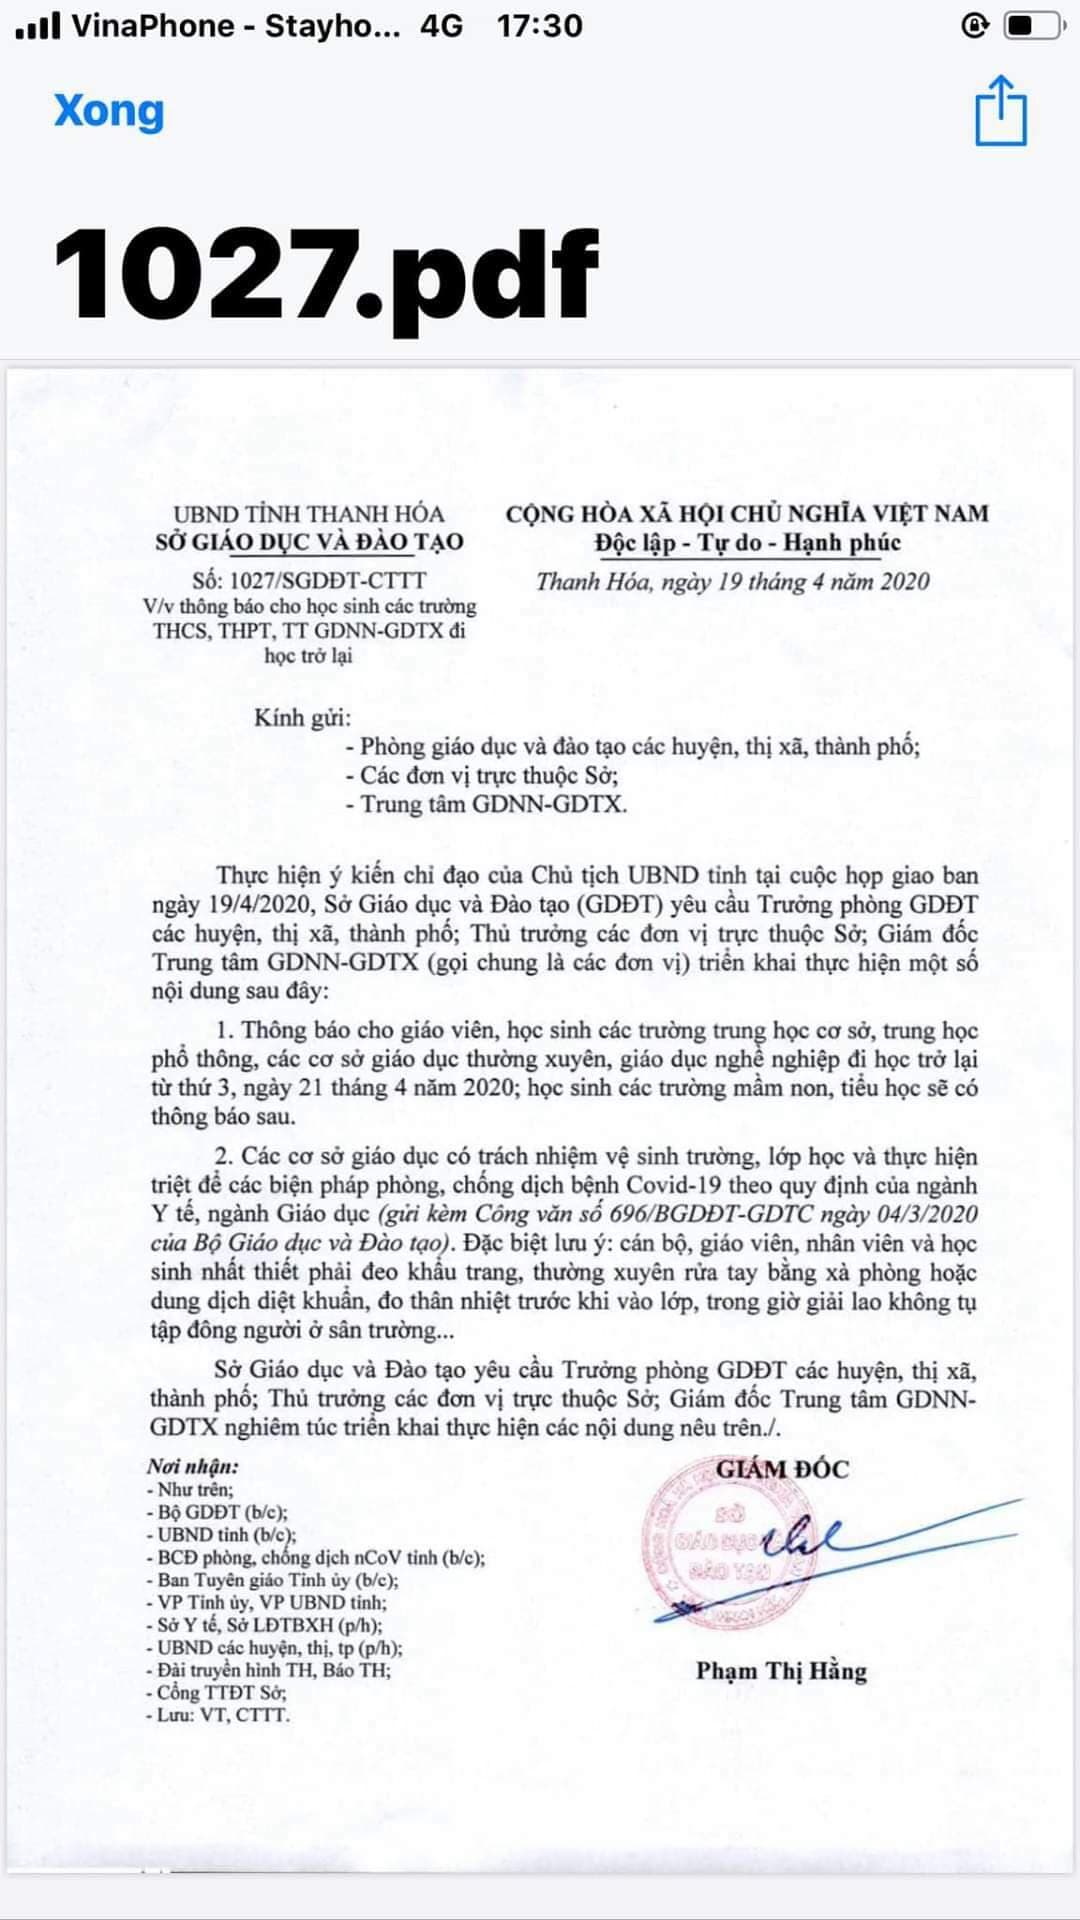 VinaPhone - Stayho... 4G 17:30
Xong
1027.pdf
UBND TỈNH THANH HÓA
SỞ GIÁO DỤC VÀ ĐÀO TẠO
Số: 1027/SGDĐT-CTTT
V/v thông báo cho học sinh các trường
THCS, THPT, TT GDNN-GDTX đi
học trở lại
CỘNG HÒA XÃ HỘI CHỦ NGHĨA VIỆT NAM
Độc lập - Tự do - Hạnh phúc
Thanh Hóa, ngày 19 tháng 4 năm 2020
Kính gửi:
- Phòng giáo dục và đào tạo các huyện, thị xã, thành phố;
- Các đơn vị trực thuộc Sở;
- Trung tâm GDNN-GDTX.
Thực hiện ý kiến chỉ đạo của Chủ tịch UBND tỉnh tại cuộc họp giao ban
ngày 19/4/2020, Sở Giáo dục và Đào tạo (GDĐT) yêu cầu Trưởng phòng GDĐT
các huyện, thị xã, thành phố; Thủ trưởng các đơn vị trực thuộc Sở; Giám đốc
Trung tâm GDNN-GDTX (gọi chung là các đơn vị) triển khai thực hiện một số
nội dung sau đây:
1. Thông báo cho giáo viên, học sinh các trường trung học cơ sở, trung học
phổ thông, các cơ sở giáo dục thường xuyên, giáo dục nghề nghiệp đi học trở lại
từ thứ 3, ngày 21 tháng 4 năm 2020; học sinh các trường mầm non, tiểu học sẽ có
thông báo sau.
2. Các cơ sở giáo dục có trách nhiệm vệ sinh trường, lớp học và thực hiện
triệt để các biện pháp phòng, chống dịch bệnh Covid-19 theo quy định của ngành
Y tế, ngành Giáo dục (gửi kèm Công văn số 696/BGDĐT-GDTC ngày 04/3/2020
của Bộ Giáo dục và Đào tạo). Đặc biệt lưu ý: cán bộ, giáo viên, nhân viên và học
sinh nhất thiết phải đeo khẩu trang, thường xuyên rửa tay bằng xà phòng hoặc
dung dịch diệt khuẩn, đo thân nhiệt trước khi vào lớp, trong giờ giải lao không tụ
tập đông người ở sân trường...
Sở Giáo dục và Đào tạo yêu cầu Trưởng phòng GDĐT các huyện, thị xã,
thành phố; Thủ trưởng các đơn vị trực thuộc Sở; Giám đốc Trung tâm GDNN-
GDTX nghiêm túc triển khai thực hiện các nội dung nêu trên./.
Nơi nhận:
- Như trên;
- Bộ GDĐT (b/c);
- UBND tỉnh (b/c);
- BCĐ phòng, chống dịch nCoV tỉnh (b/c);
- Ban Tuyên giáo Tỉnh ủy (b/c);
- VP Tỉnh ủy, VP UBND tỉnh;
- Sở Y tế, Sở LĐTBXH (p/h);
- UBND các huyện, thị, tp (p/h);
- Đài truyền hình TH, Báo TH;
- Cổng TTĐT Sở;
- Lưu: VT, CTTT.
GIÁM ĐỐC
SỞ
GIÁO DỤC
ĐÀO TẠO
Phạm Thị Hằng